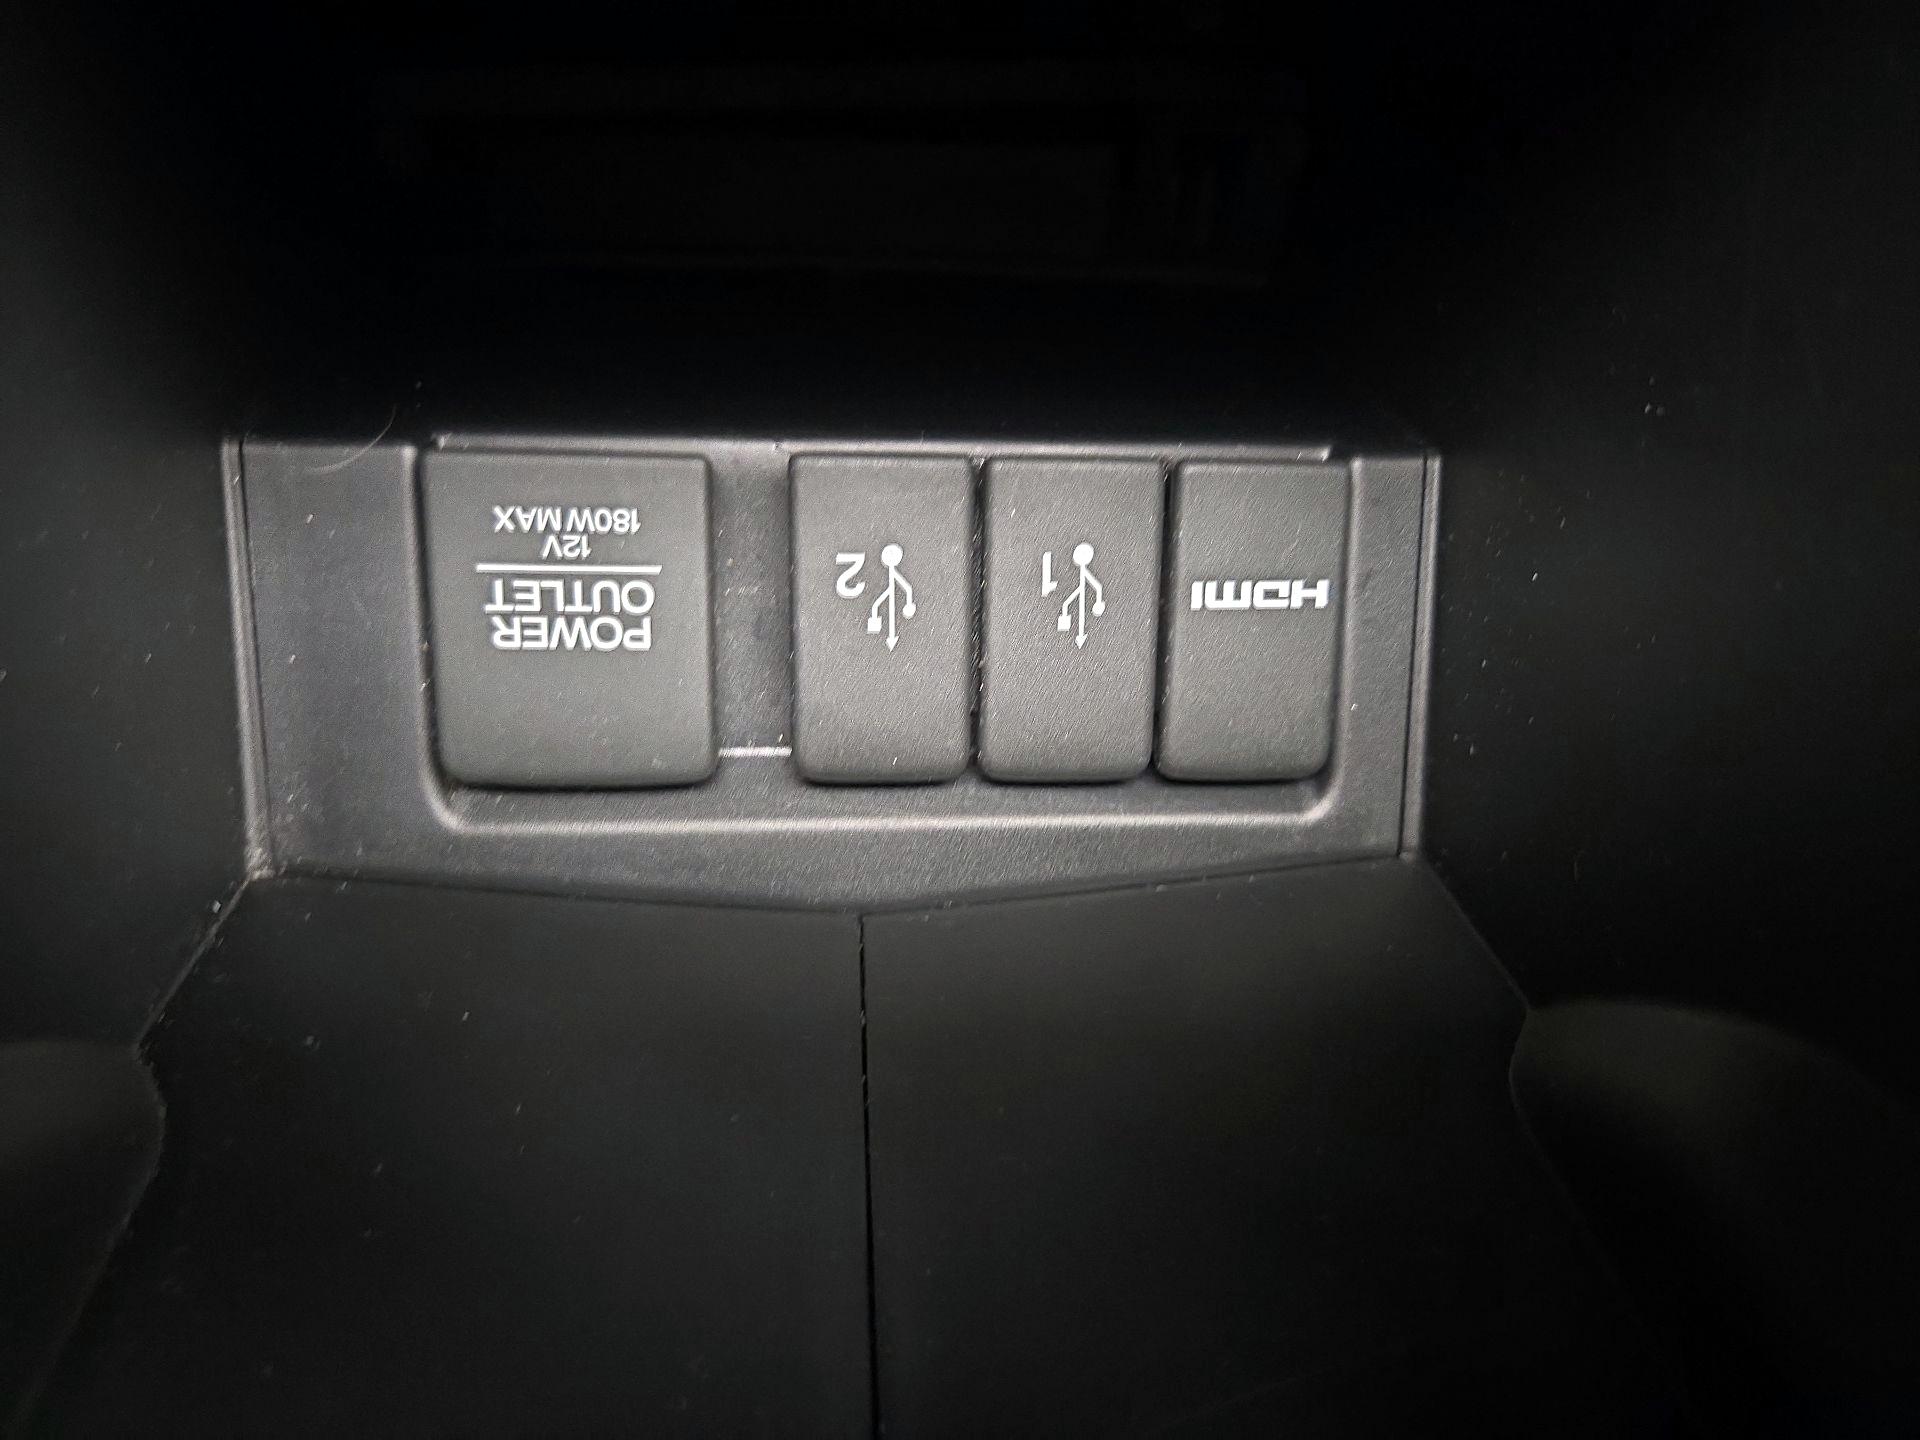 HDMI
1
2
POWER
OUTLET
12V
180W MAX